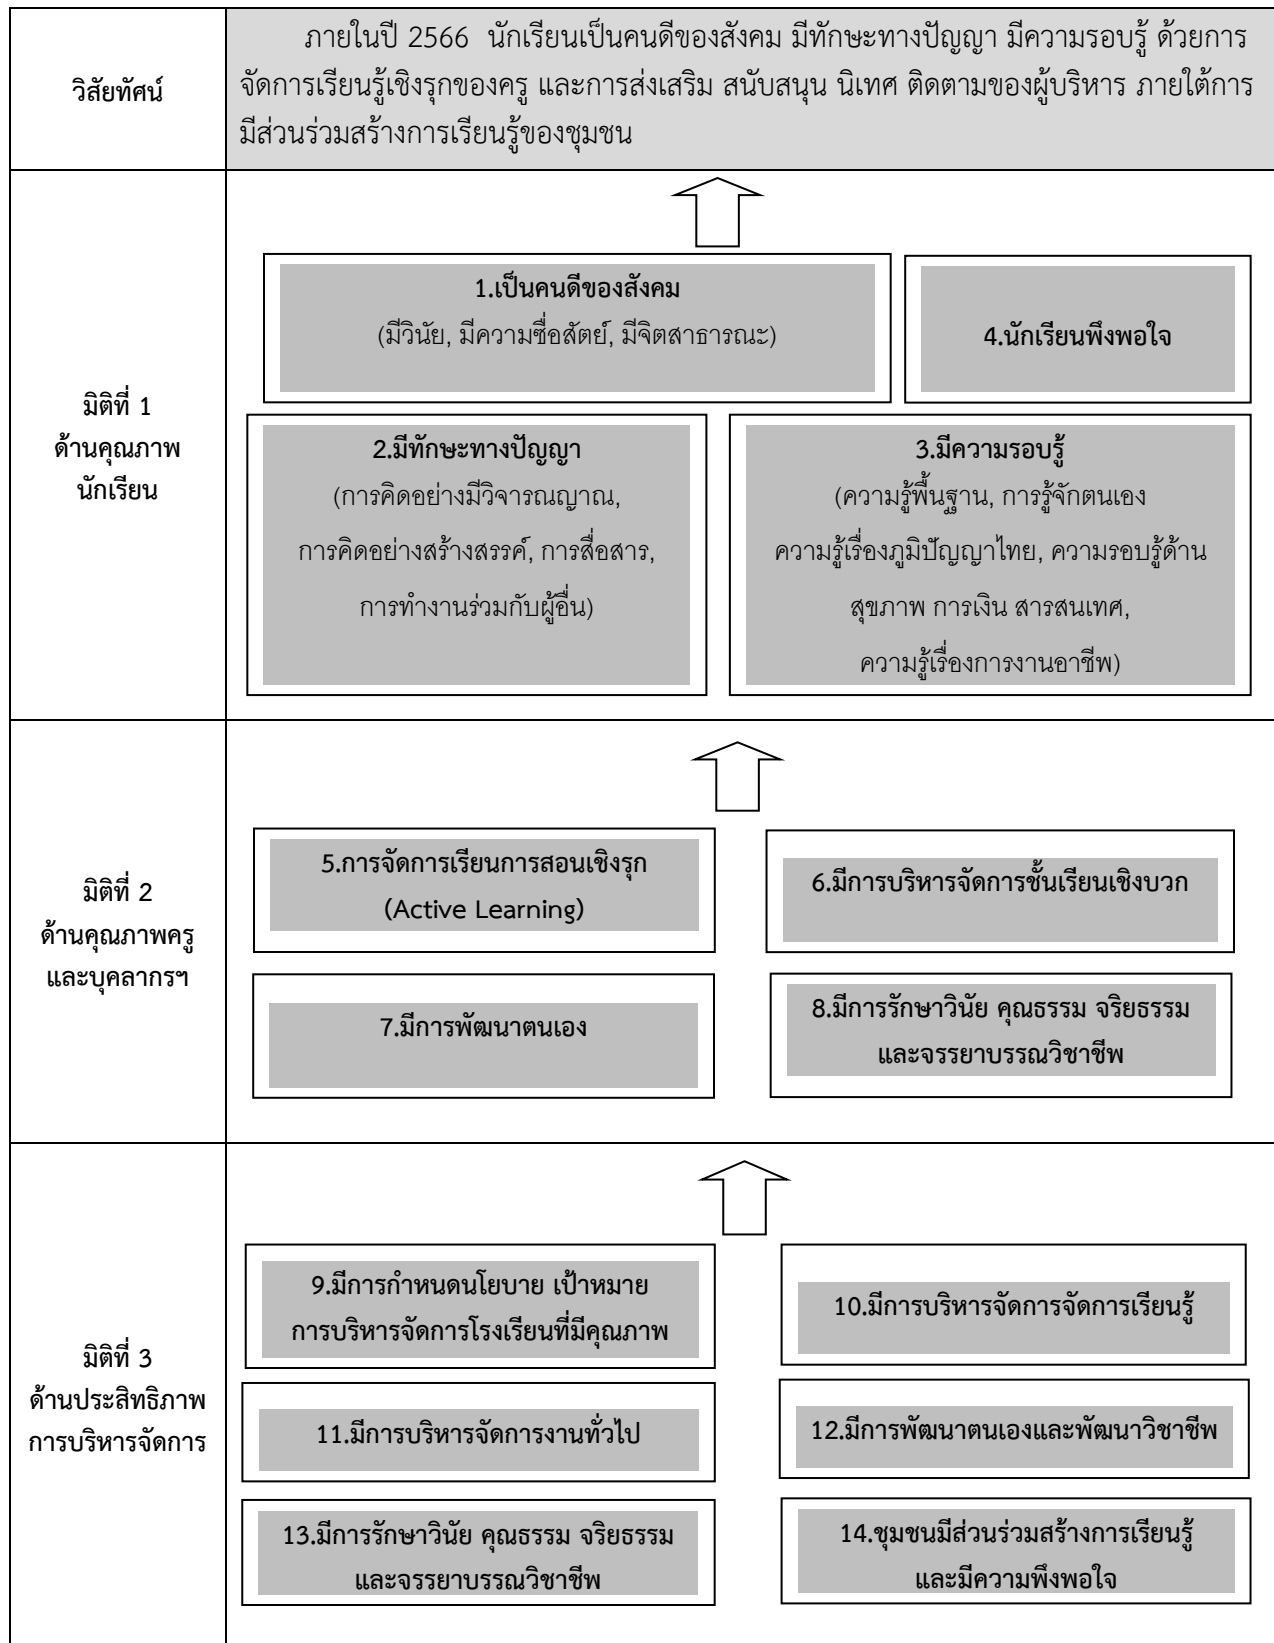 วิสัยทัศน์
ภายในปี 2566 นักเรียนเป็นคนดีของสังคม มีทักษะทางปัญญา มีความรอบรู้ ด้วยการ
จัดการเรียนรู้เชิงรุกของครู และการส่งเสริม สนับสนุน นิเทศ ติดตามของผู้บริหาร ภายใต้การ
มีส่วนร่วมสร้างการเรียนรู้ของชุมชน
มิติที่ 1
ด้านคุณภาพ
นักเรียน
1.เป็นคนดีของสังคม
(มีวินัย, มีความซื่อสัตย์, มีจิตสาธารณะ)
4.นักเรียนพึงพอใจ
2.มีทักษะทางปัญญา
(การคิดอย่างมีวิจารณญาณ,
การคิดอย่างสร้างสรรค์, การสื่อสาร,
การทำงานร่วมกับผู้อื่น)
3.มีความรอบรู้
(ความรู้พื้นฐาน, การรู้จักตนเอง
ความรู้เรื่องภูมิปัญญาไทย, ความรอบรู้ด้าน
สุขภาพ การเงิน สารสนเทศ,
ความรู้เรื่องการงานอาชีพ)
มิติที่ 2
ด้านคุณภาพครู
และบุคลากรฯ
5.การจัดการเรียนการสอนเชิงรุก
(Active Learning)
6.มีการบริหารจัดการชั้นเรียนเชิงบวก
7.มีการพัฒนาตนเอง
8.มีการรักษาวินัย คุณธรรม จริยธรรม
และจรรยาบรรณวิชาชีพ
มิติที่ 3
ด้านประสิทธิภาพ
การบริหารจัดการ
9.มีการกำหนดนโยบาย เป้าหมาย
การบริหารจัดการโรงเรียนที่มีคุณภาพ
10.มีการบริหารจัดการจัดการเรียนรู้
11.มีการบริหารจัดการงานทั่วไป
12.มีการพัฒนาตนเองและพัฒนาวิชาชีพ
13.มีการรักษาวินัย คุณธรรม จริยธรรม
และจรรยาบรรณวิชาชีพ
14.ชุมชนมีส่วนร่วมสร้างการเรียนรู้
และมีความพึงพอใจ